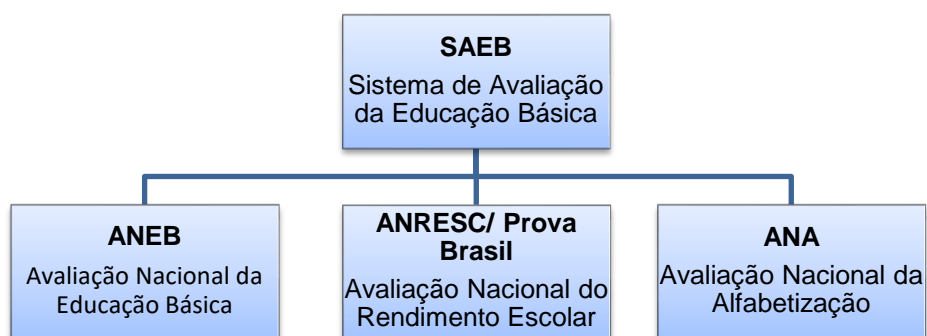 SAEB
Sistema de Avaliação
da Educação Básica
ANEB
Avaliação Nacional da
Educação Básica
ANRESC/ Prova
Brasil
Avaliação Nacional do
Rendimento Escolar
ANA
Avaliação Nacional da
Alfabetização